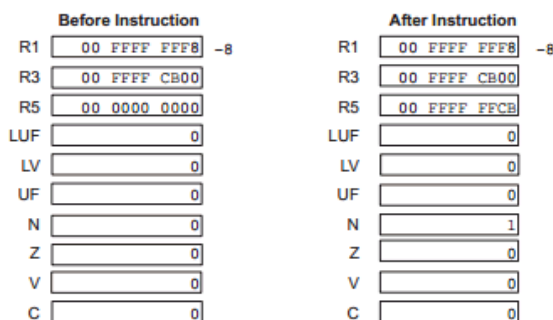 Before Instruction After Instruction
R1 00 FFFF FFF8 -8 R1 00 FFFF FFF8 -8
R3 00 FFFF CB00 R3 00 FFFF CB00
R5 00 0000 0000 R5 00 FFFF FFCB
LUF 0 LUF 0
LV 0 LV 0
UF 0 UF 0
N 0 N 1
Z 0 Z 0
V 0 V 0
C 0 C 0